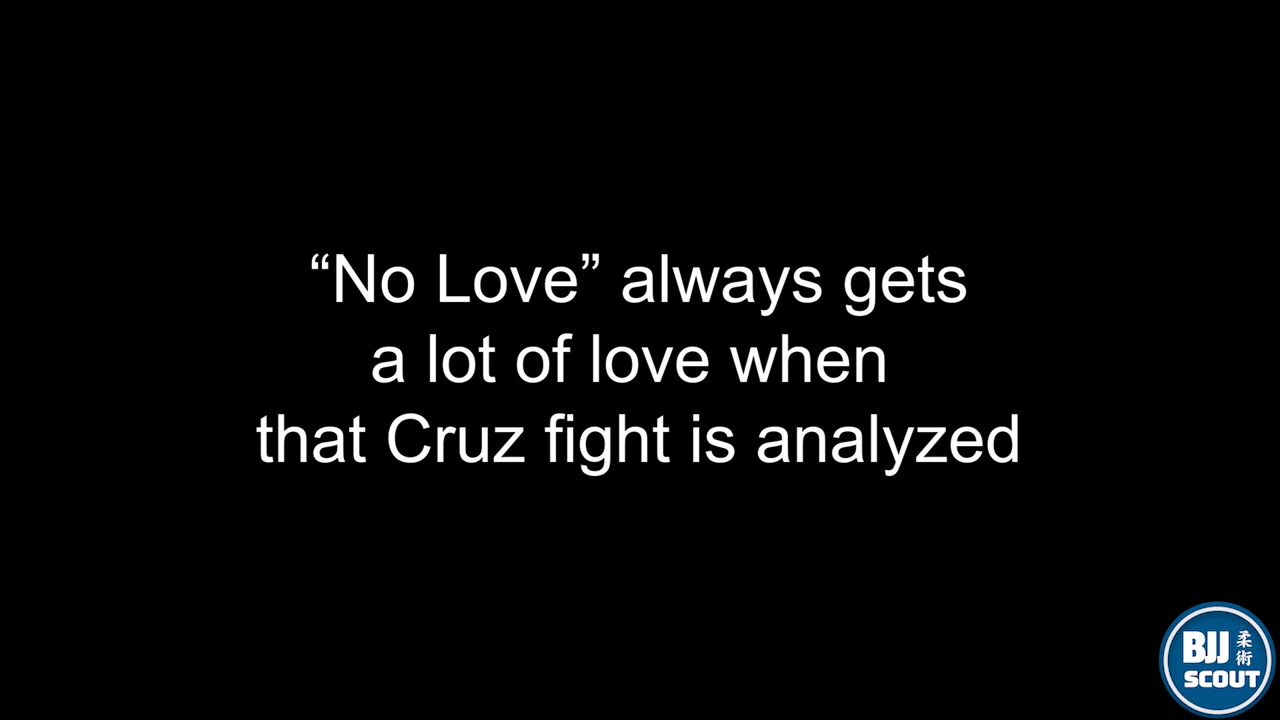 “No Love” always gets
a lot of love when
that Cruz fight is analyzed
BJJ 柔術
SCOUT